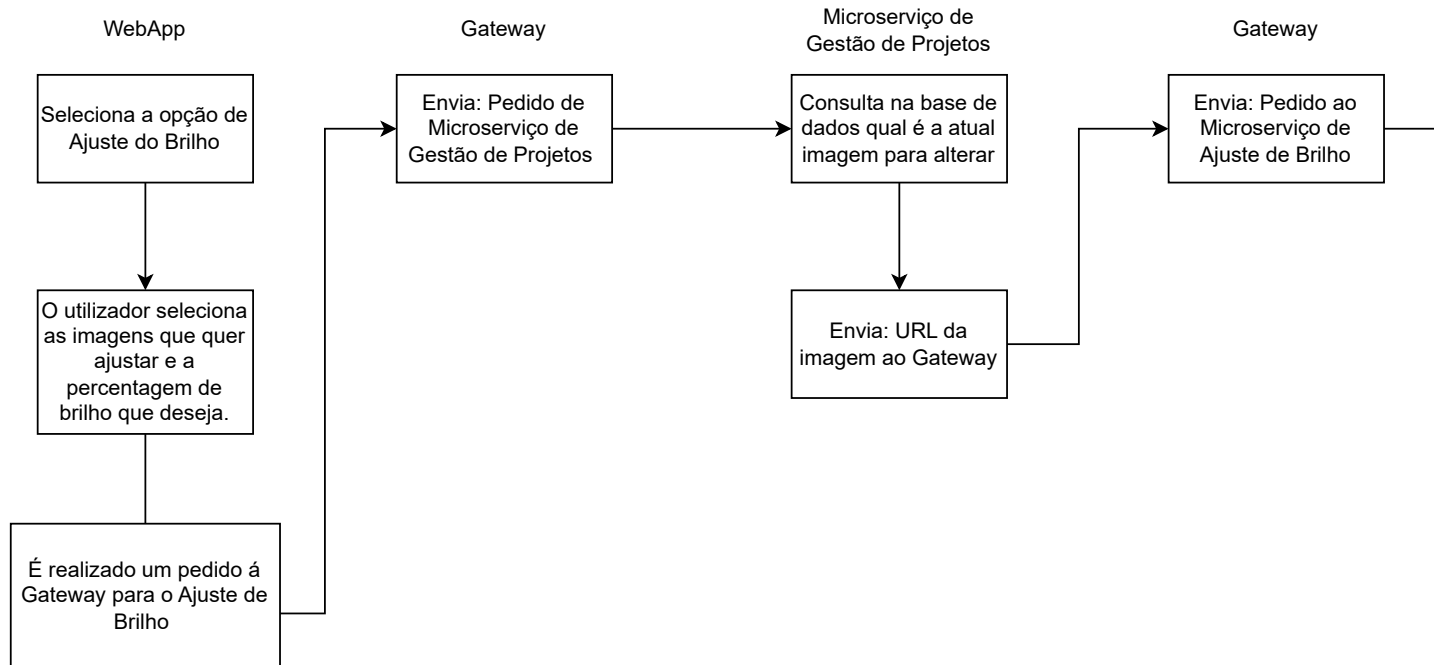 WebApp
Seleciona a opção de
Ajuste do Brilho
O utilizador seleciona
as imagens que quer
ajustar e a
percentagem de
brilho que deseja.
É realizado um pedido á
Gateway para o Ajuste de
Brilho
Gateway
Envia: Pedido de
Microserviço de
Gestão de Projetos
Microserviço de
Gestão de Projetos
Consulta na base de
dados qual é a atual
imagem para alterar
Envia: URL da
imagem ao Gateway
Gateway
Envia: Pedido ao
Microserviço de
Ajuste de Brilho